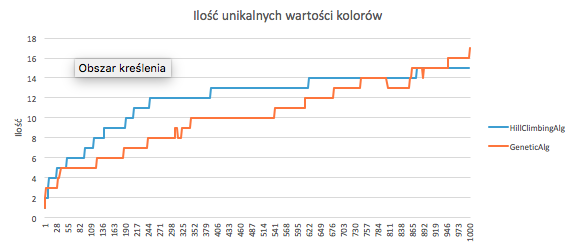 Ilość unikalnych wartości kolorów
18
16
14
12
10
8
6
4
2
0
Ilość
Obszar kreślenia
HillClimbingAlg
GeneticAlg
1 28 55 82 109 136 163 190 217 244 271 298 325 352 379 406 433 460 487 514 541 568 595 622 649 676 703 730 757 784 811 838 865 892 919 946 973 1000